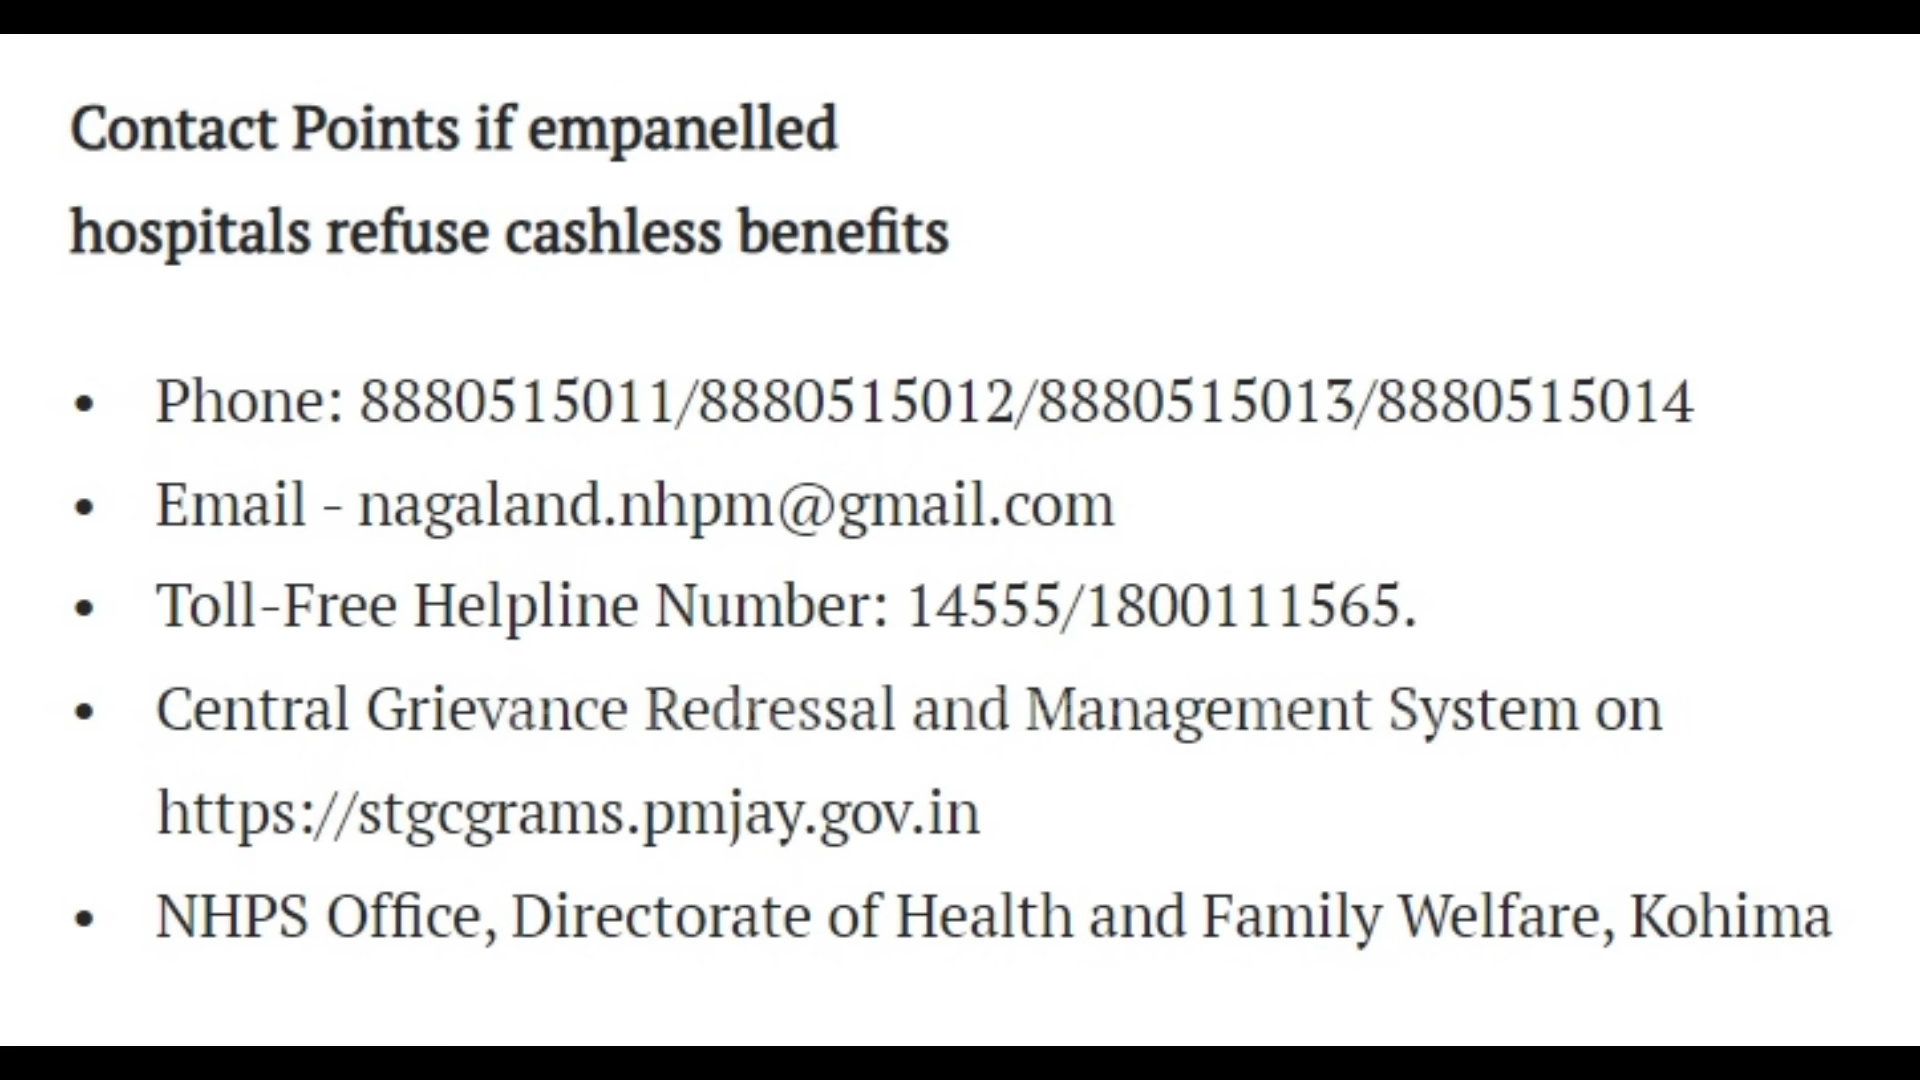 Contact Points if empanelled
hospitals refuse cashless benefits
• Phone: 8880515011/8880515012/8880515013/8880515014
• Email - nagaland.nhpm@gmail.com
• Toll-Free Helpline Number: 14555/1800111565.
• Central Grievance Redressal and Management System on
https://stgcgrams.pmjay.gov.in
• NHPS Office, Directorate of Health and Family Welfare, Kohima